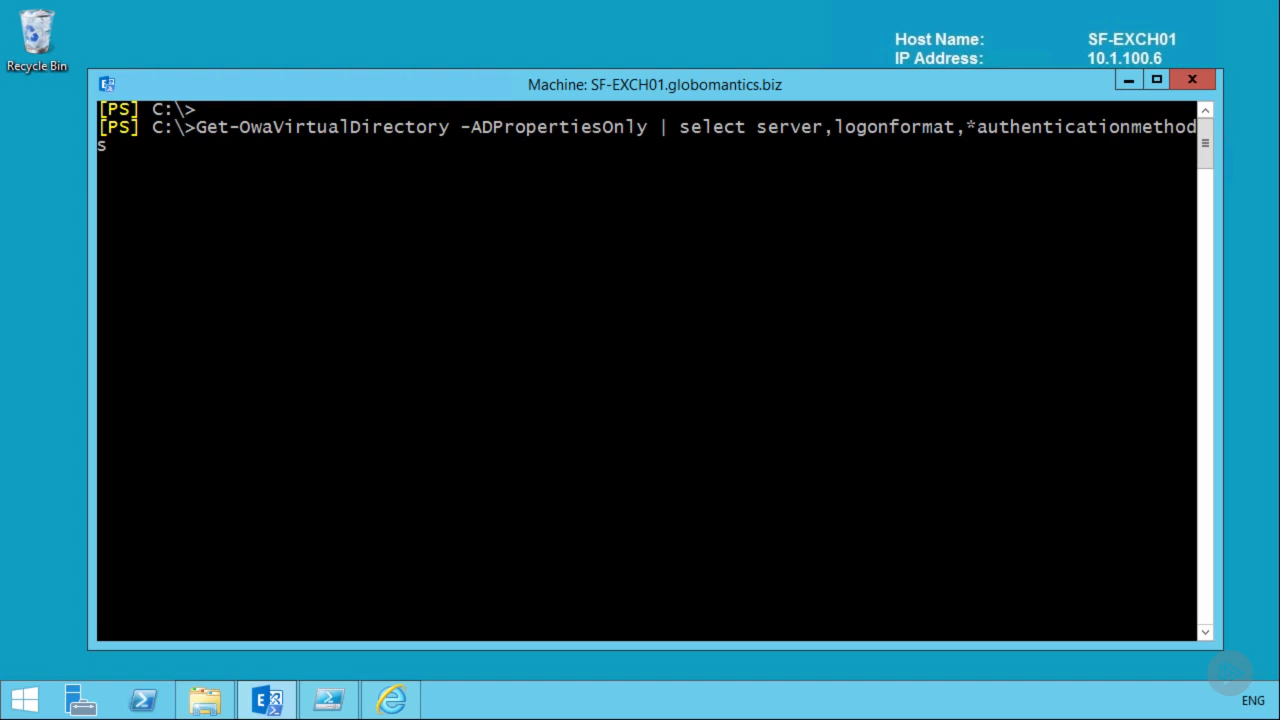 Host Name: SF-EXCH01
IP Address: 10.1.100.6
Recycle Bin
Machine: SF-EXCH01.globomantics.biz
[PS] C:\>
[PS] C:\>Get-OwaVirtualDirectory -ADPropertiesOnly | select server,logonformat,*authenticationmethod
s
E
ENG